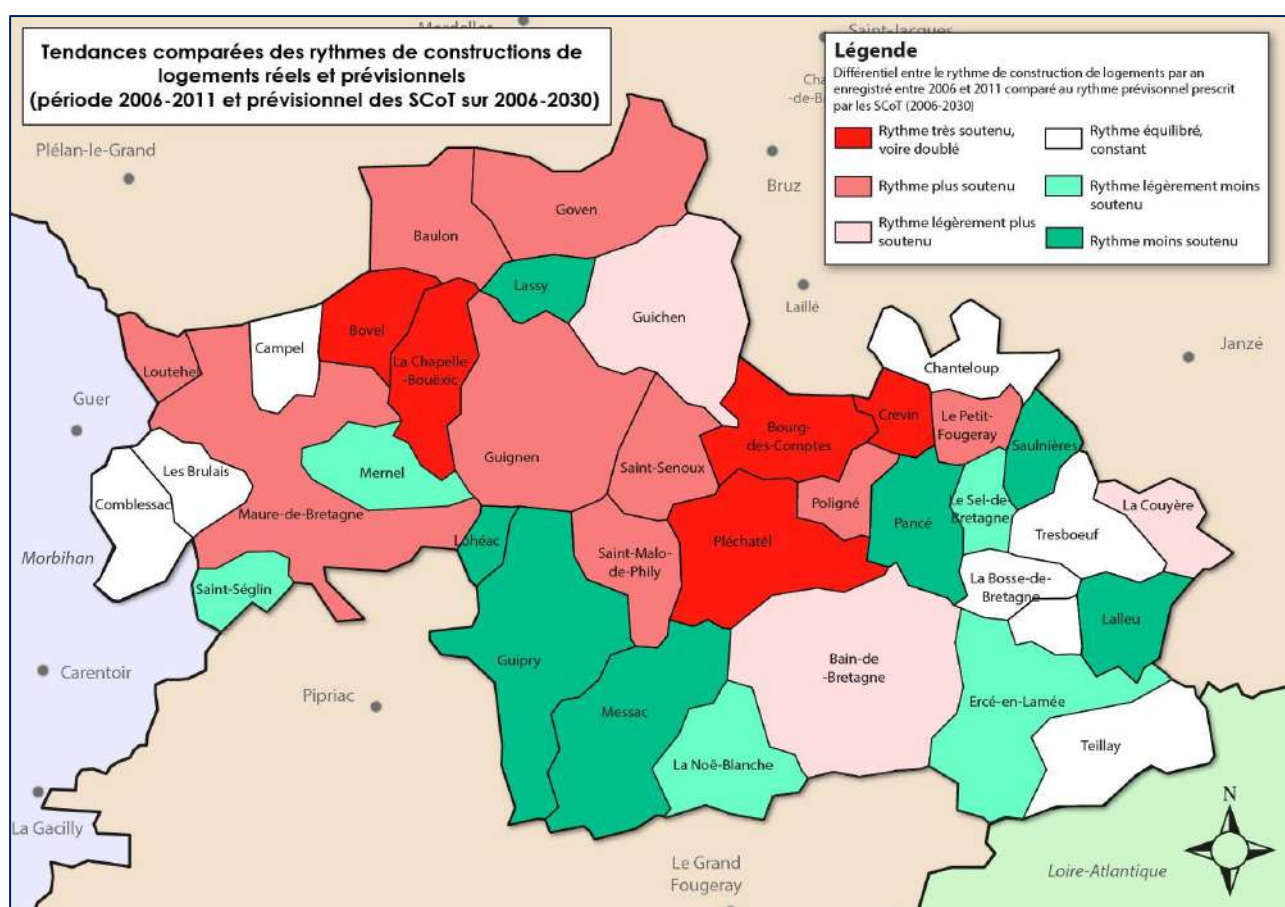 Tendances comparées des rythmes de constructions de
logements réels et prévisionnels
(période 2006-2011 et prévisionnel des SCoT sur 2006-2030)
Légende
Différentiel entre le rythme de construction de logements par an
enregistré entre 2006 et 2011 comparé au rythme prévisonnel prescrit
par les SCoT (2006-2030)
Rythme très soutenu,
voire doublé
Rythme plus soutenu
Rythme légèrement plus
soutenu
Rythme équilibré,
constant
Rythme légèrement moins
soutenu
Rythme moins soutenu
Plélan-le-Grand
Bruz
Laillé
Janzé
Guer
Morbihan
Carentoir
La Gacilly
Pipriac
Le Grand
Fougeray
Loire-Atlantique
N
Goven
Baulon
Lassy
Guichen
Bovel
Campel
La Chapelle
-Bouëxic
Loutehel
Chanteloup
Crevin
Le Petit-
Fougeray
Bourg-
des-Comptes
Saulnières
Les Brulais
Mernel
Guignen
Saint-Senoux
Comblessac
Maure-de-Bretagne
Poligné
Pancé
Le Sel-de-
Bretagne
La Couyère
Tresboeuf
Lohéac
Saint-Malo-
de-Phily
Pléchatel
La Bosse-de-
Bretagne
Saint-Séglin
Lalleu
Guipry
Bain-de
-Bretagne
Ercé-en-Lamée
Messac
La Noë-Blanche
Teillay